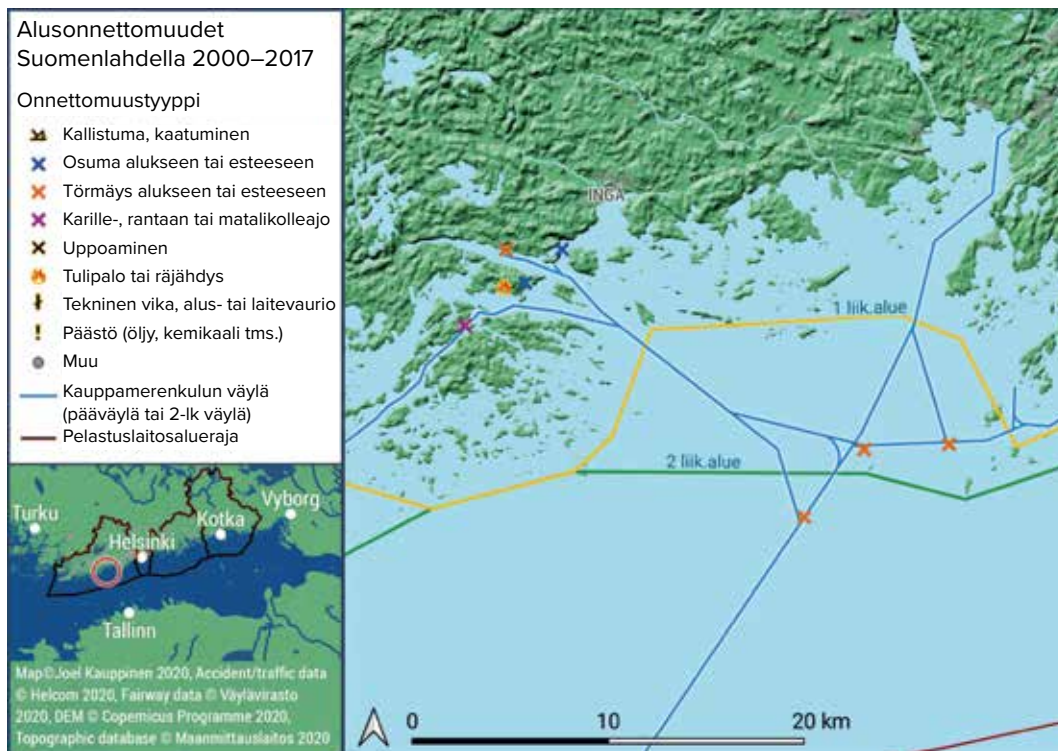 Alusonnettomuudet
Suomenlahdella 2000–2017
Onnettomuustyyppi
Kallistuma, kaatuminen
Osuma alukseen tai esteeseen
Törmäys alukseen tai esteeseen
Karille-, rantaan tai matalikolleajo
Uppoaminen
Tulipalo tai räjähdys
Tekninen vika, alus- tai laitevaurio
Päästö (öljy, kemikaali tms.)
Muu
Kauppamerenkulun väylä
(pääväylä tai 2-lk väylä)
Pelastuslaitosalueraja
Turku
Vyborg
Kotka
Helsinki
Tallinn
Map©Joel Kauppinen 2020, Accident/traffic data
© Helcom 2020, Fairway data © Väylävirasto
2020, DEM © Copemicus Programme 2020,
Topographic database © Maanmittauslaitos 2020
INGÅ
1 liik.alue
2 liik.alue
0 10 20 km